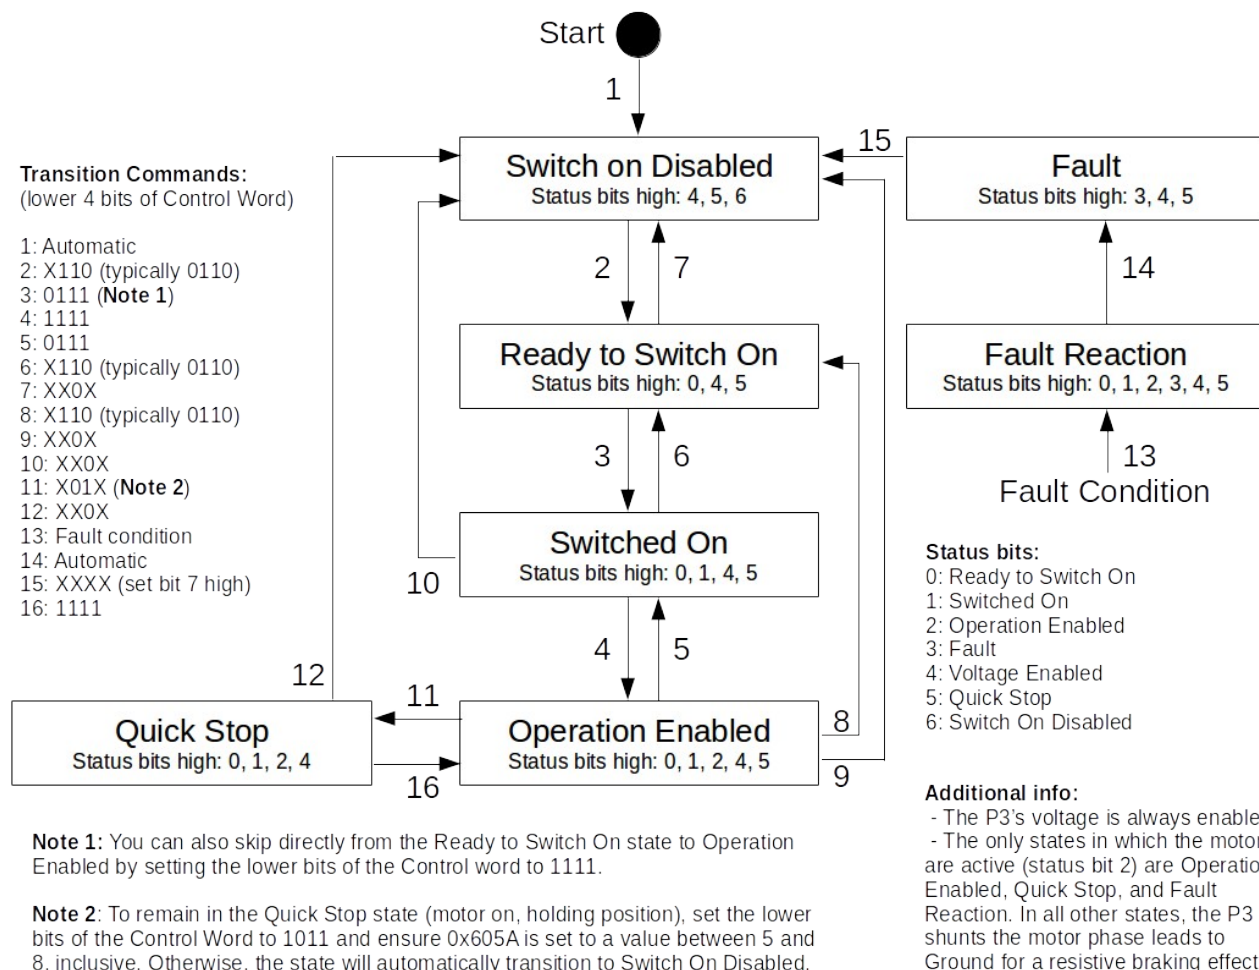 Start
1
Switch on Disabled
Status bits high: 4, 5, 6
15
Fault
Status bits high: 3, 4, 5
Transition Commands:
(lower 4 bits of Control Word)
1: Automatic
2: X110 (typically 0110)
3: 0111 (Note 1)
4: 1111
5: 0111
6: X110 (typically 0110)
7: XX0X
8: X110 (typically 0110)
9: XX0X
10: XX0X
11: X01X (Note 2)
12: XX0X
13: Fault condition
14: Automatic
15: XXXX (set bit 7 high)
16: 1111
2
7
14
Ready to Switch On
Status bits high: 0, 4, 5
Fault Reaction
Status bits high: 0, 1, 2, 3, 4, 5
3
6
13
Fault Condition
Switched On
Status bits high: 0, 1, 4, 5
10
4
5
12
11
Quick Stop
Status bits high: 0, 1, 2, 4
16
Operation Enabled
Status bits high: 0, 1, 2, 4, 5
8
9
Status bits:
0: Ready to Switch On
1: Switched On
2: Operation Enabled
3: Fault
4: Voltage Enabled
5: Quick Stop
6: Switch On Disabled
Note 1: You can also skip directly from the Ready to Switch On state to Operation
Enabled by setting the lower bits of the Control word to 1111.
Note 2: To remain in the Quick Stop state (motor on, holding position), set the lower
bits of the Control Word to 1011 and ensure 0x605A is set to a value between 5 and
8, inclusive. Otherwise, the state will automatically transition to Switch On Disabled.
Additional info:
- The P3's voltage is always enable
- The only states in which the motor
are active (status bit 2) are Operatio
Enabled, Quick Stop, and Fault
Reaction. In all other states, the P3
shunts the motor phase leads to
Ground for a resistive braking effect